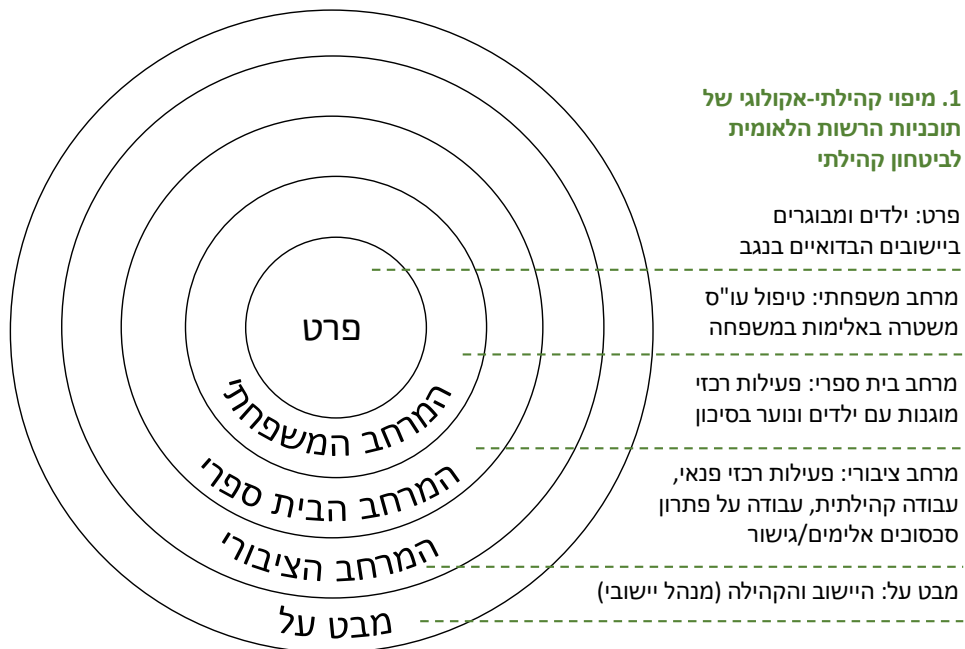 1. מיפוי קהילתי-אקולוגי של
תוכניות הרשות הלאומית
לביטחון קהילתי
פרט: ילדים ומבוגרים
ביישובים הבדואיים בנגב
מרחב משפחתי: טיפול עו"ס
משטרה באלימות במשפחה
מרחב בית ספרי: פעילות רכזי
מוגנות עם ילדים ונוער בסיכון
מרחב ציבורי: פעילות רכזי פנאי,
עבודה קהילתית, עבודה על פתרון
סכסוכים אלימים/גישור
מבט על: היישוב והקהילה (מנהל יישובי)
פרט
המרחב המשפחתי
המרחב הבית ספרי
המרחב הציבורי
מבט על